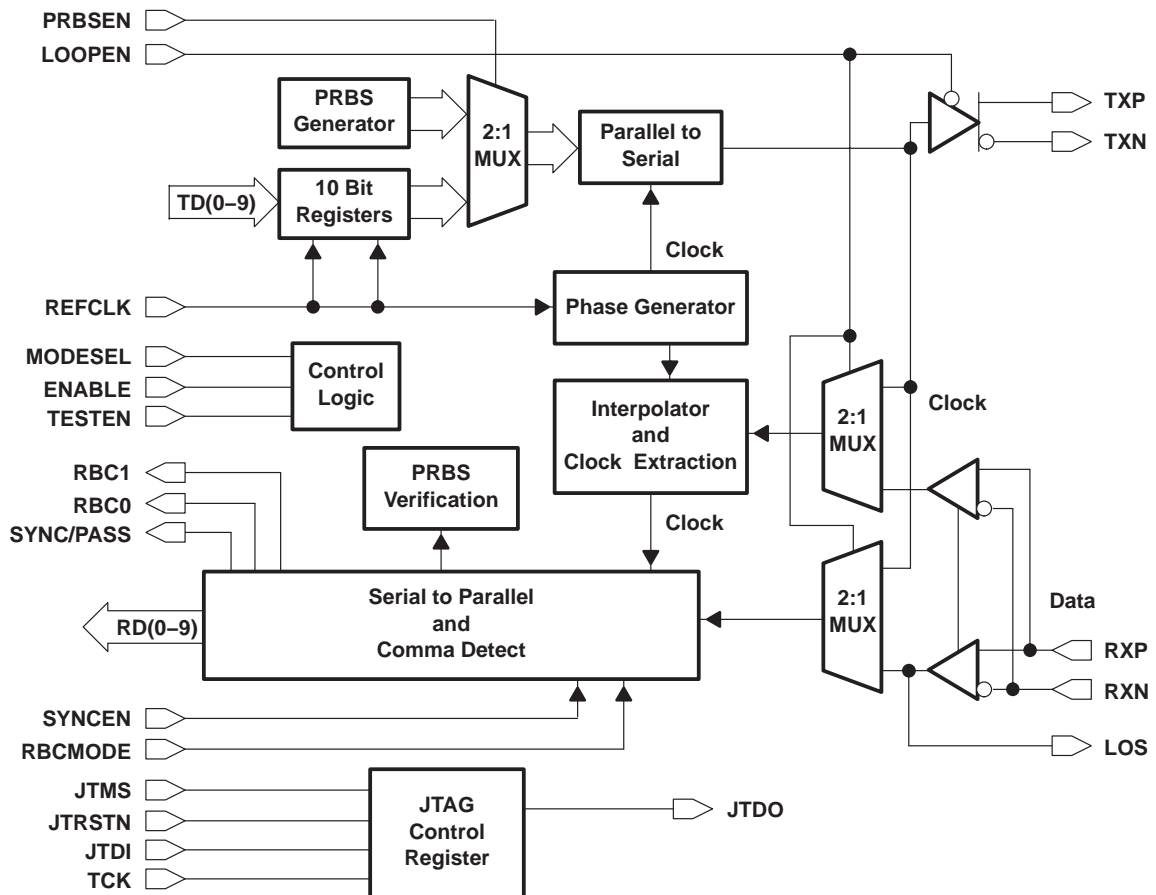 PRBSEN
LOOPEN
PRBS
Generator
2:1
MUX
Parallel to
Serial
TXP
TXN
TD(0–9)
10 Bit
Registers
Clock
REFCLK
Phase Generator
MODESEL
ENABLE
TESTEN
Control
Logic
Interpolator
and
Clock Extraction
2:1
MUX
Clock
RBC1
RBC0
SYNC/PASS
PRBS
Verification
Clock
RD(0–9)
Serial to Parallel
and
Comma Detect
2:1
MUX
Data
RXP
RXN
SYNCEN
RBCMODE
LOS
JTMS
JTRSTN
JTDI
TCK
JTAG
Control
Register
JTDO